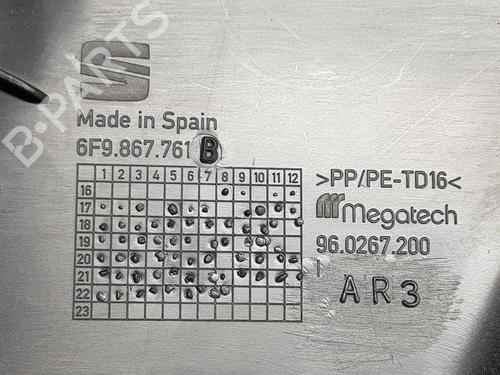 B-PARTS
Made in Spain
6F9.867.761 B
1 2 3 4 5 6 7 8 9 10 11 12
16
17
18
19
20
21
22
23
>PP/PE-TD16<
Megatech
96.0267.200
I
AR3